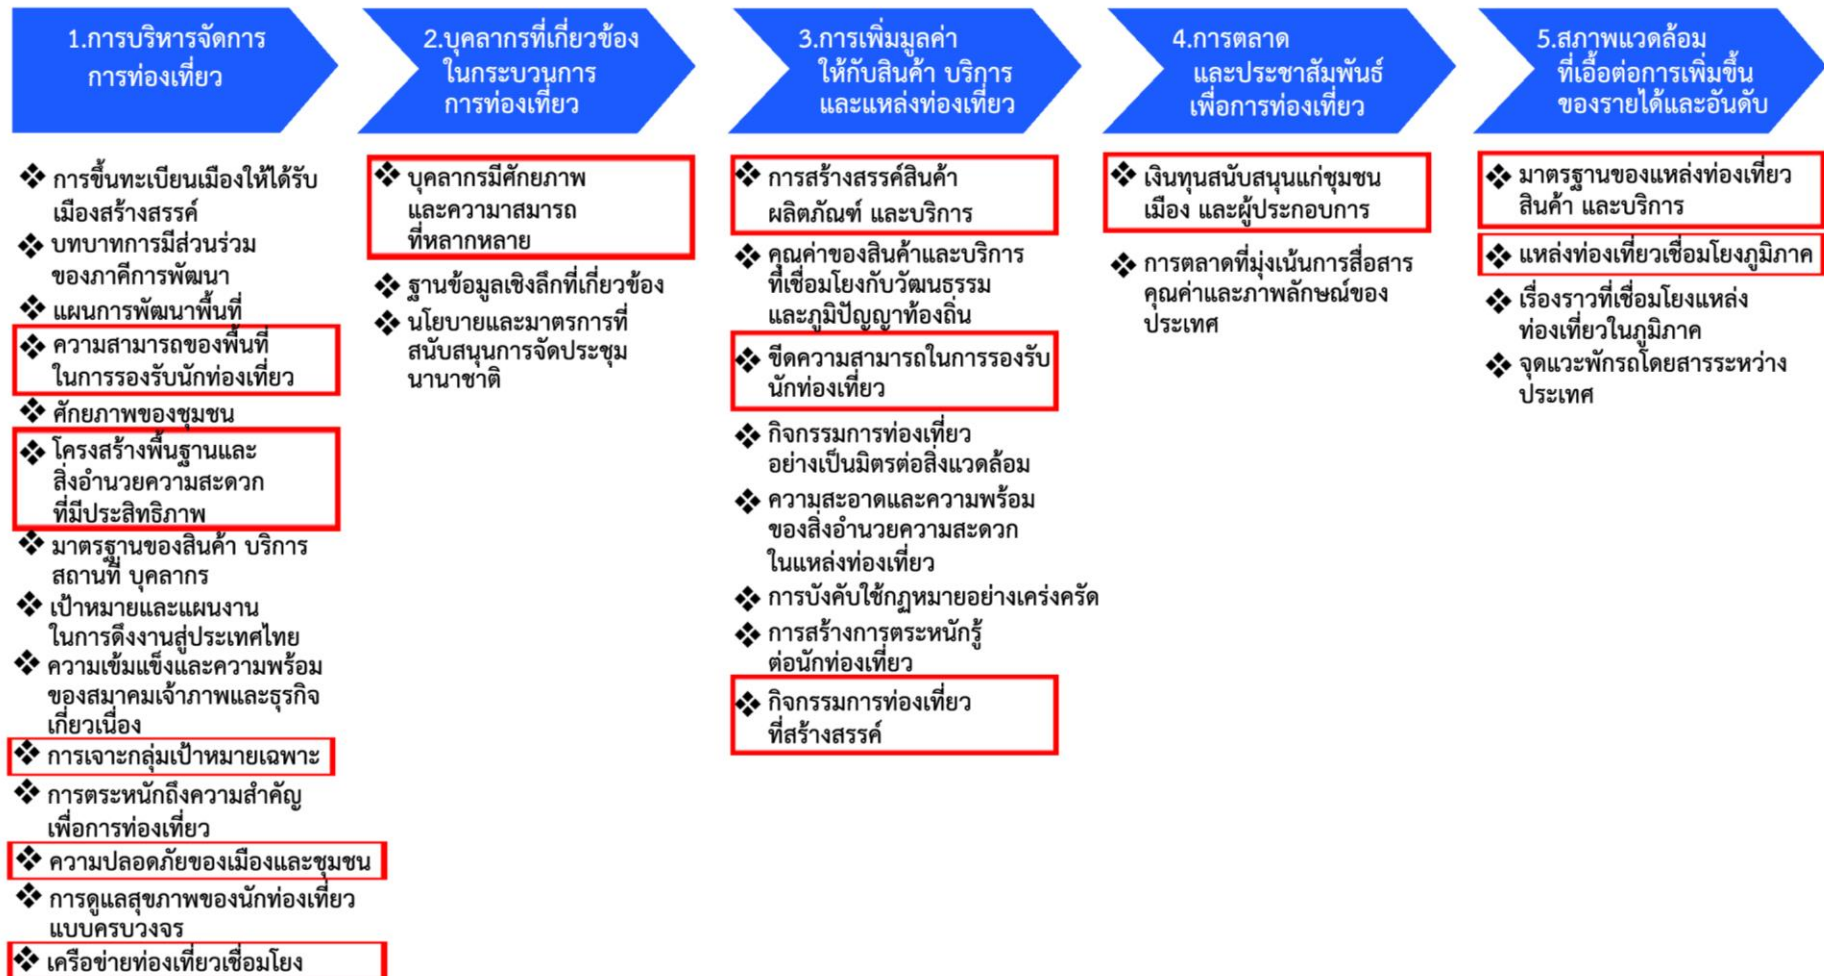 1.การบริหารจัดการ
การท่องเที่ยว
❖ การขึ้นทะเบียนเมืองให้ได้รับ
เมืองสร้างสรรค์
❖ บทบาทการมีส่วนร่วม
ของภาคีการพัฒนา
❖ แผนการพัฒนาพื้นที่
❖ ความสามารถของพื้นที่
ในการรองรับนักท่องเที่ยว
❖ ศักยภาพของชุมชน
❖ โครงสร้างพื้นฐานและ
สิ่งอำนวยความสะดวก
ที่มีประสิทธิภาพ
❖ มาตรฐานของสินค้า บริการ
สถานที่ บุคลากร
❖ เป้าหมายและแผนงาน
ในการดึงงานสู่ประเทศไทย
❖ ความเข้มแข็งและความพร้อม
ของสมาคมเจ้าภาพและธุรกิจ
เกี่ยวเนื่อง
❖ การเจาะกลุ่มเป้าหมายเฉพาะ
❖ การตระหนักถึงความสำคัญ
เพื่อการท่องเที่ยว
❖ ความปลอดภัยของเมืองและชุมชน
❖ การดูแลสุขภาพของนักท่องเที่ยว
แบบครบวงจร
❖ เครือข่ายท่องเที่ยวเชื่อมโยง
2.บุคลากรที่เกี่ยวข้อง
ในกระบวนการ
การท่องเที่ยว
❖ บุคลากรมีศักยภาพ
และความาสมารถ
ที่หลากหลาย
❖ ฐานข้อมูลเชิงลึกที่เกี่ยวข้อง
❖ นโยบายและมาตรการที่
สนับสนุนการจัดประชุม
นานาชาติ
3.การเพิ่มมูลค่า
ให้กับสินค้า บริการ
และแหล่งท่องเที่ยว
❖ การสร้างสรรค์สินค้า
ผลิตภัณฑ์ และบริการ
❖ คุณค่าของสินค้าและบริการ
ที่เชื่อมโยงกับวัฒนธรรม
และภูมิปัญญาท้องถิ่น
❖ ขีดความสามารถในการรองรับ
นักท่องเที่ยว
❖ กิจกรรมการท่องเที่ยว
อย่างเป็นมิตรต่อสิ่งแวดล้อม
❖ ความสะอาดและความพร้อม
ของสิ่งอำนวยความสะดวก
ในแหล่งท่องเที่ยว
❖ การบังคับใช้กฎหมายอย่างเคร่งครัด
❖ การสร้างการตระหนักรู้
ต่อนักท่องเที่ยว
❖ กิจกรรมการท่องเที่ยว
ที่สร้างสรรค์
4.การตลาด
และประชาสัมพันธ์
เพื่อการท่องเที่ยว
❖ เงินทุนสนับสนุนแก่ชุมชน
เมือง และผู้ประกอบการ
❖ การตลาดที่มุ่งเน้นการสื่อสาร
คุณค่าและภาพลักษณ์ของ
ประเทศ
5.สภาพแวดล้อม
ที่เอื้อต่อการเพิ่มขึ้น
ของรายได้และอันดับ
❖ มาตรฐานของแหล่งท่องเที่ยว
สินค้า และบริการ
❖ แหล่งท่องเที่ยวเชื่อมโยงภูมิภาค
❖ เรื่องราวที่เชื่อมโยงแหล่ง
ท่องเที่ยวในภูมิภาค
❖ จุดแวะพักรถโดยสารระหว่าง
ประเทศ